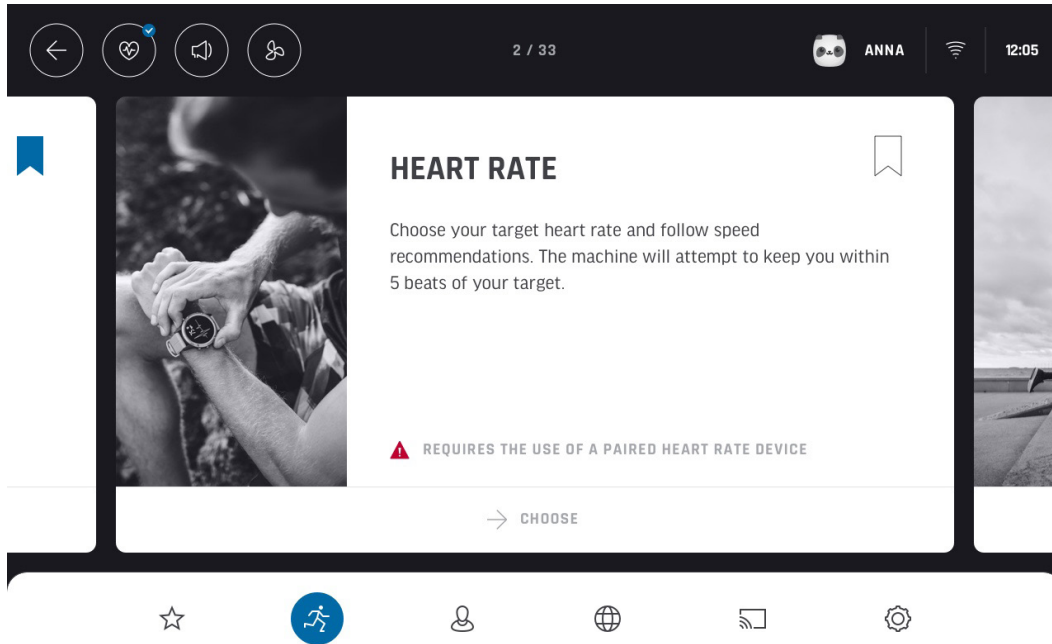 2 / 33
ANNA
12:05
HEART RATE
Choose your target heart rate and follow speed
recommendations. The machine will attempt to keep you within
5 beats of your target.
REQUIRES THE USE OF A PAIRED HEART RATE DEVICE
CHOOSE